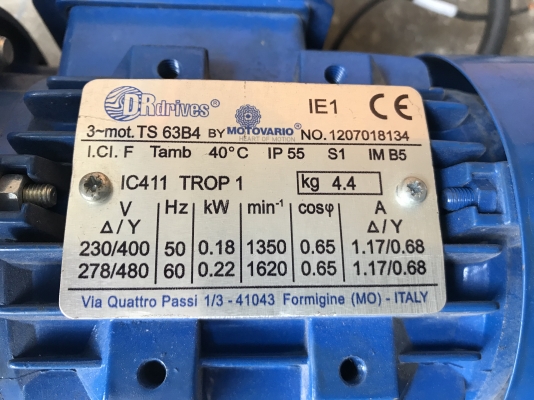 DRdrives® IE1 CE
3~mot. TS 63B4 BY MOTOVARIO® HEART OF MOTION NO. 1207018134
I.Cl. F Tamb 40°C IP 55 S1 IM B5
IC411 TROP 1 kg 4.4
V Hz kW min⁻¹ cosφ A
Δ / Y Δ / Y
230/400 50 0.18 1350 0.65 1.17/0.68
278/480 60 0.22 1620 0.65 1.17/0.68
Via Quattro Passi 1/3 - 41043 Formigine (MO) - ITALY